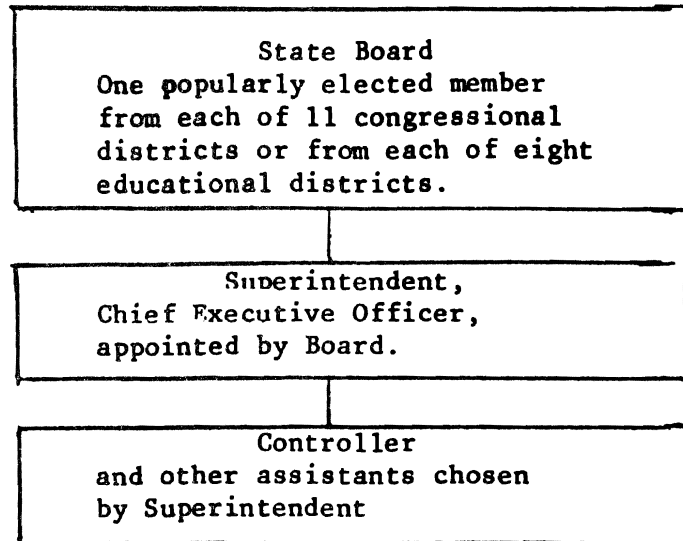 State Board
One popularly elected member
from each of 11 congressional
districts or from each of eight
educational districts.
Superintendent,
Chief Executive Officer,
appointed by Board.
Controller
and other assistants chosen
by Superintendent